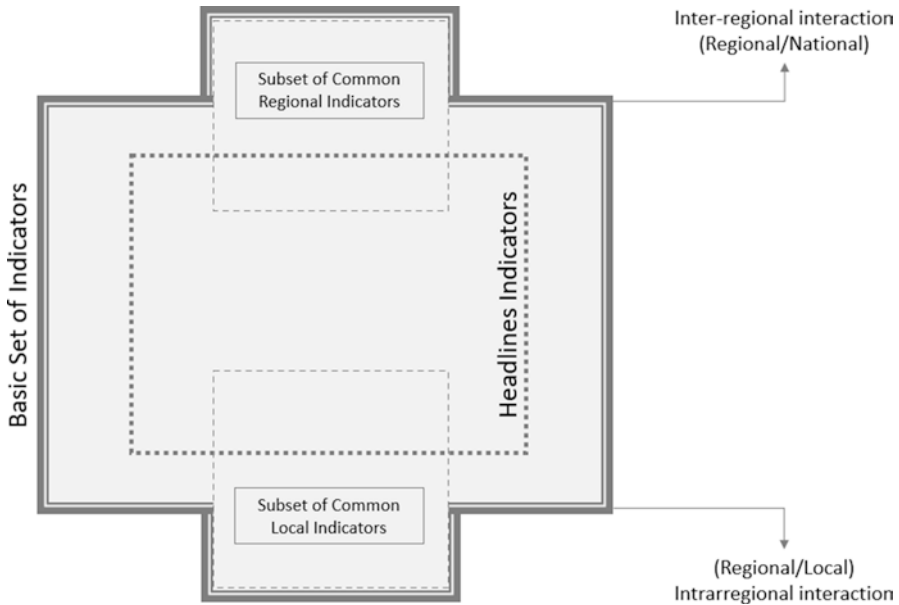 Inter-regional interaction
(Regional/National)
Subset of Common
Regional Indicators
Basic Set of Indicators
Headlines Indicators
Subset of Common
Local Indicators
(Regional/Local)
Intrarregional interaction